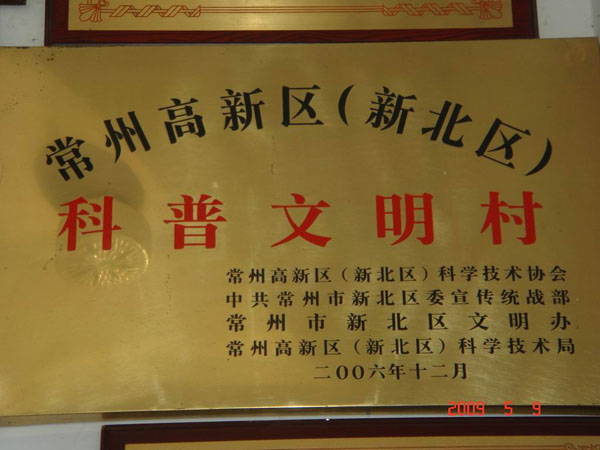 常州高新区(新北区)
科普文明村
常州高新区(新北区)科学技术协会
中共常州市新北区委宣传统战部
常州市新北区文明办
常州高新区(新北区)科学技术局
二〇〇六年十二月
2009 5 9